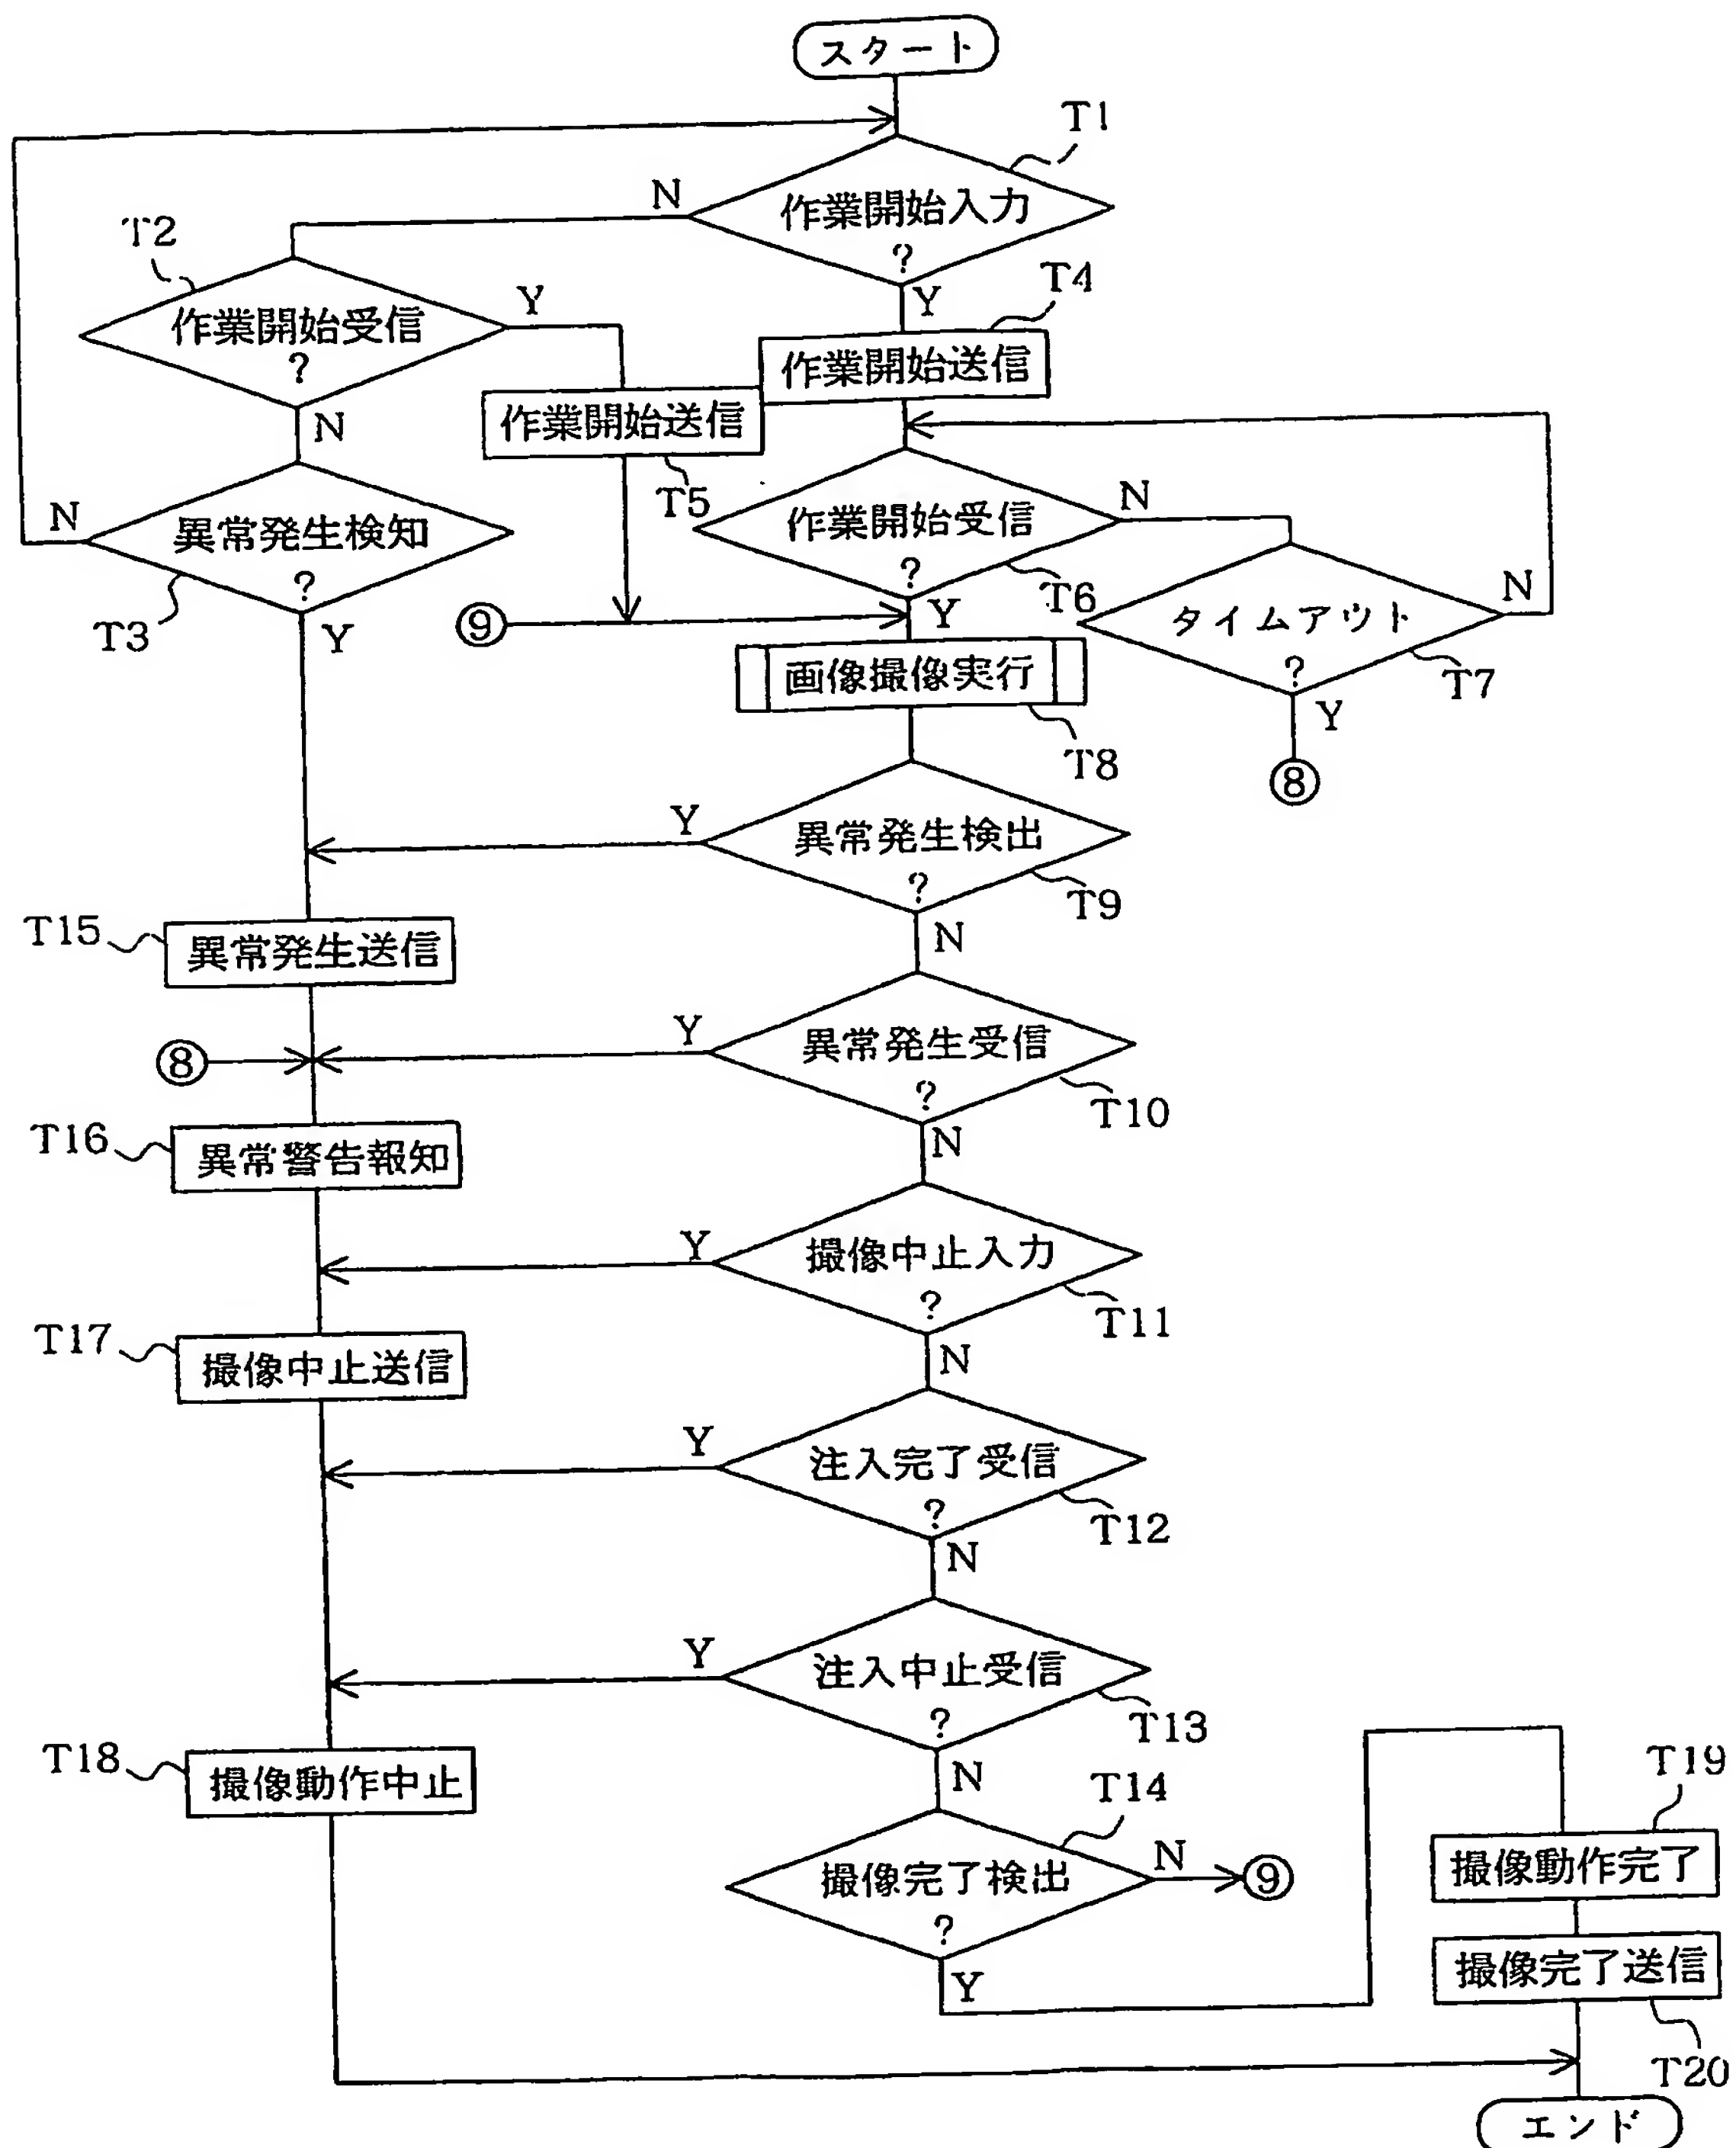 スタート
T1
N
作業開始入力
?
Y
T2
作業開始受信
?
Y
N
T4
作業開始送信
作業開始送信
T5
N
異常発生検知
?
T3
Y
作業開始受信
?
N
T6
Y
タイムアウト
?
N
T7
Y
⑧
⑨
画像撮像実行
T8
Y
異常発生検出
?
T9
N
T15
異常発生送信
⑧
Y
異常発生受信
?
T10
N
T16
異常警告報知
Y
撮像中止入力
?
T11
N
T17
撮像中止送信
Y
注入完了受信
?
T12
N
Y
注入中止受信
?
T13
N
T18
撮像動作中止
T14
撮像完了検出
?
N
⑨
Y
T19
撮像動作完了
撮像完了送信
T20
エンド